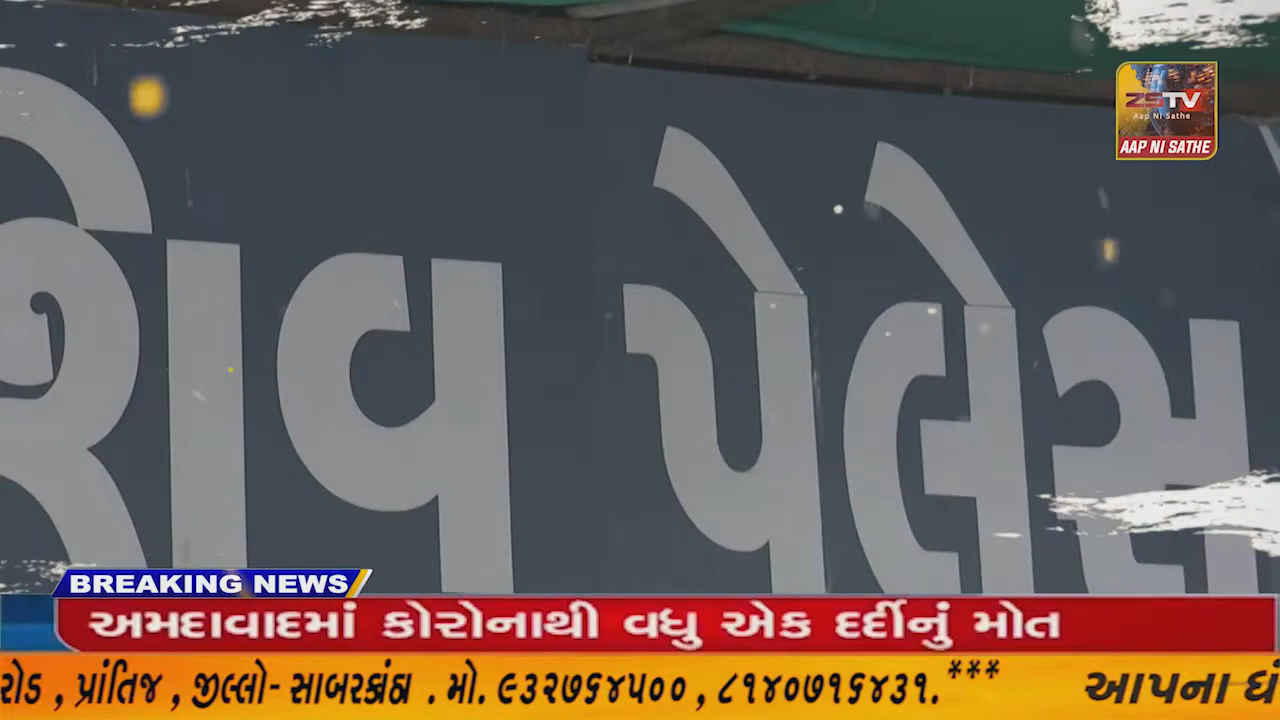 ZSTV
Aap Ni Sathe
AAP NI SATHE
શિવ પેલેસ
BREAKING NEWS
અમદાવાદમાં કોરોનાથી વધુ એક દર્દીનું મોત
રોડ , પ્રાંતિજ , જીલ્લો- સાબરકાંઠા . મો. ૯૩૨૭૬૪૫૦૦ , ૮૧૪૦૭૧૬૪૩૧.*** આપના